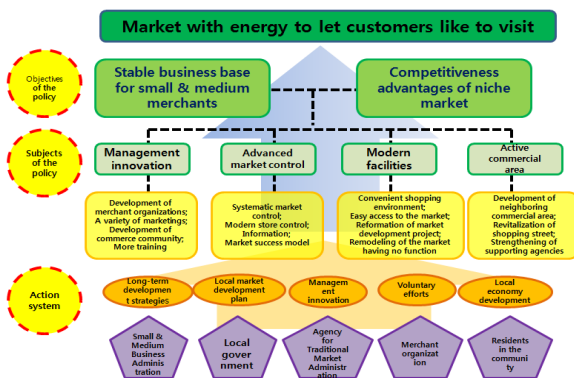 Market with energy to let customers like to visit
Objectives
of the
policy
Stable business base
for small & medium
merchants
Competitiveness
advantages of niche
market
Subjects
of the
policy
Management
innovation
Advanced
market control
Modern
facilities
Active
commercial
area
Development of
merchant organizations;
A variety of marketings;
Development of
commerce community;
More training
Systematic market
control;
Modern store control;
Information;
Market success model
Convenient shopping
environment;
Easy access to the market;
Reformation of market
development project;
Remodeling of the market
having no function
Development of
neighboring
commercial area;
Revitalization of
shopping street;
Strengthening of
supporting agencies
Action
system
Long-term
developmen
t strategies
Local market
development
plan
Managem
ent
innovation
Voluntary
efforts
Local
economy
development
Small &
Medium
Business
Adminis
tration
Local
gover
nment
Agency
for
Traditional
Market
Administr
ation
Merchant
organizat
ion
Residents
in the
communi
ty